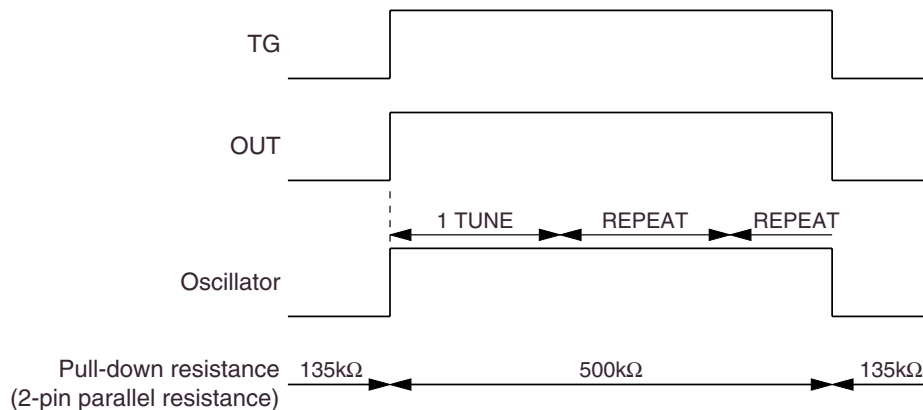 TG
OUT
1 TUNE REPEAT REPEAT
Oscillator
Pull-down resistance 135kΩ 500kΩ 135kΩ
(2-pin parallel resistance)